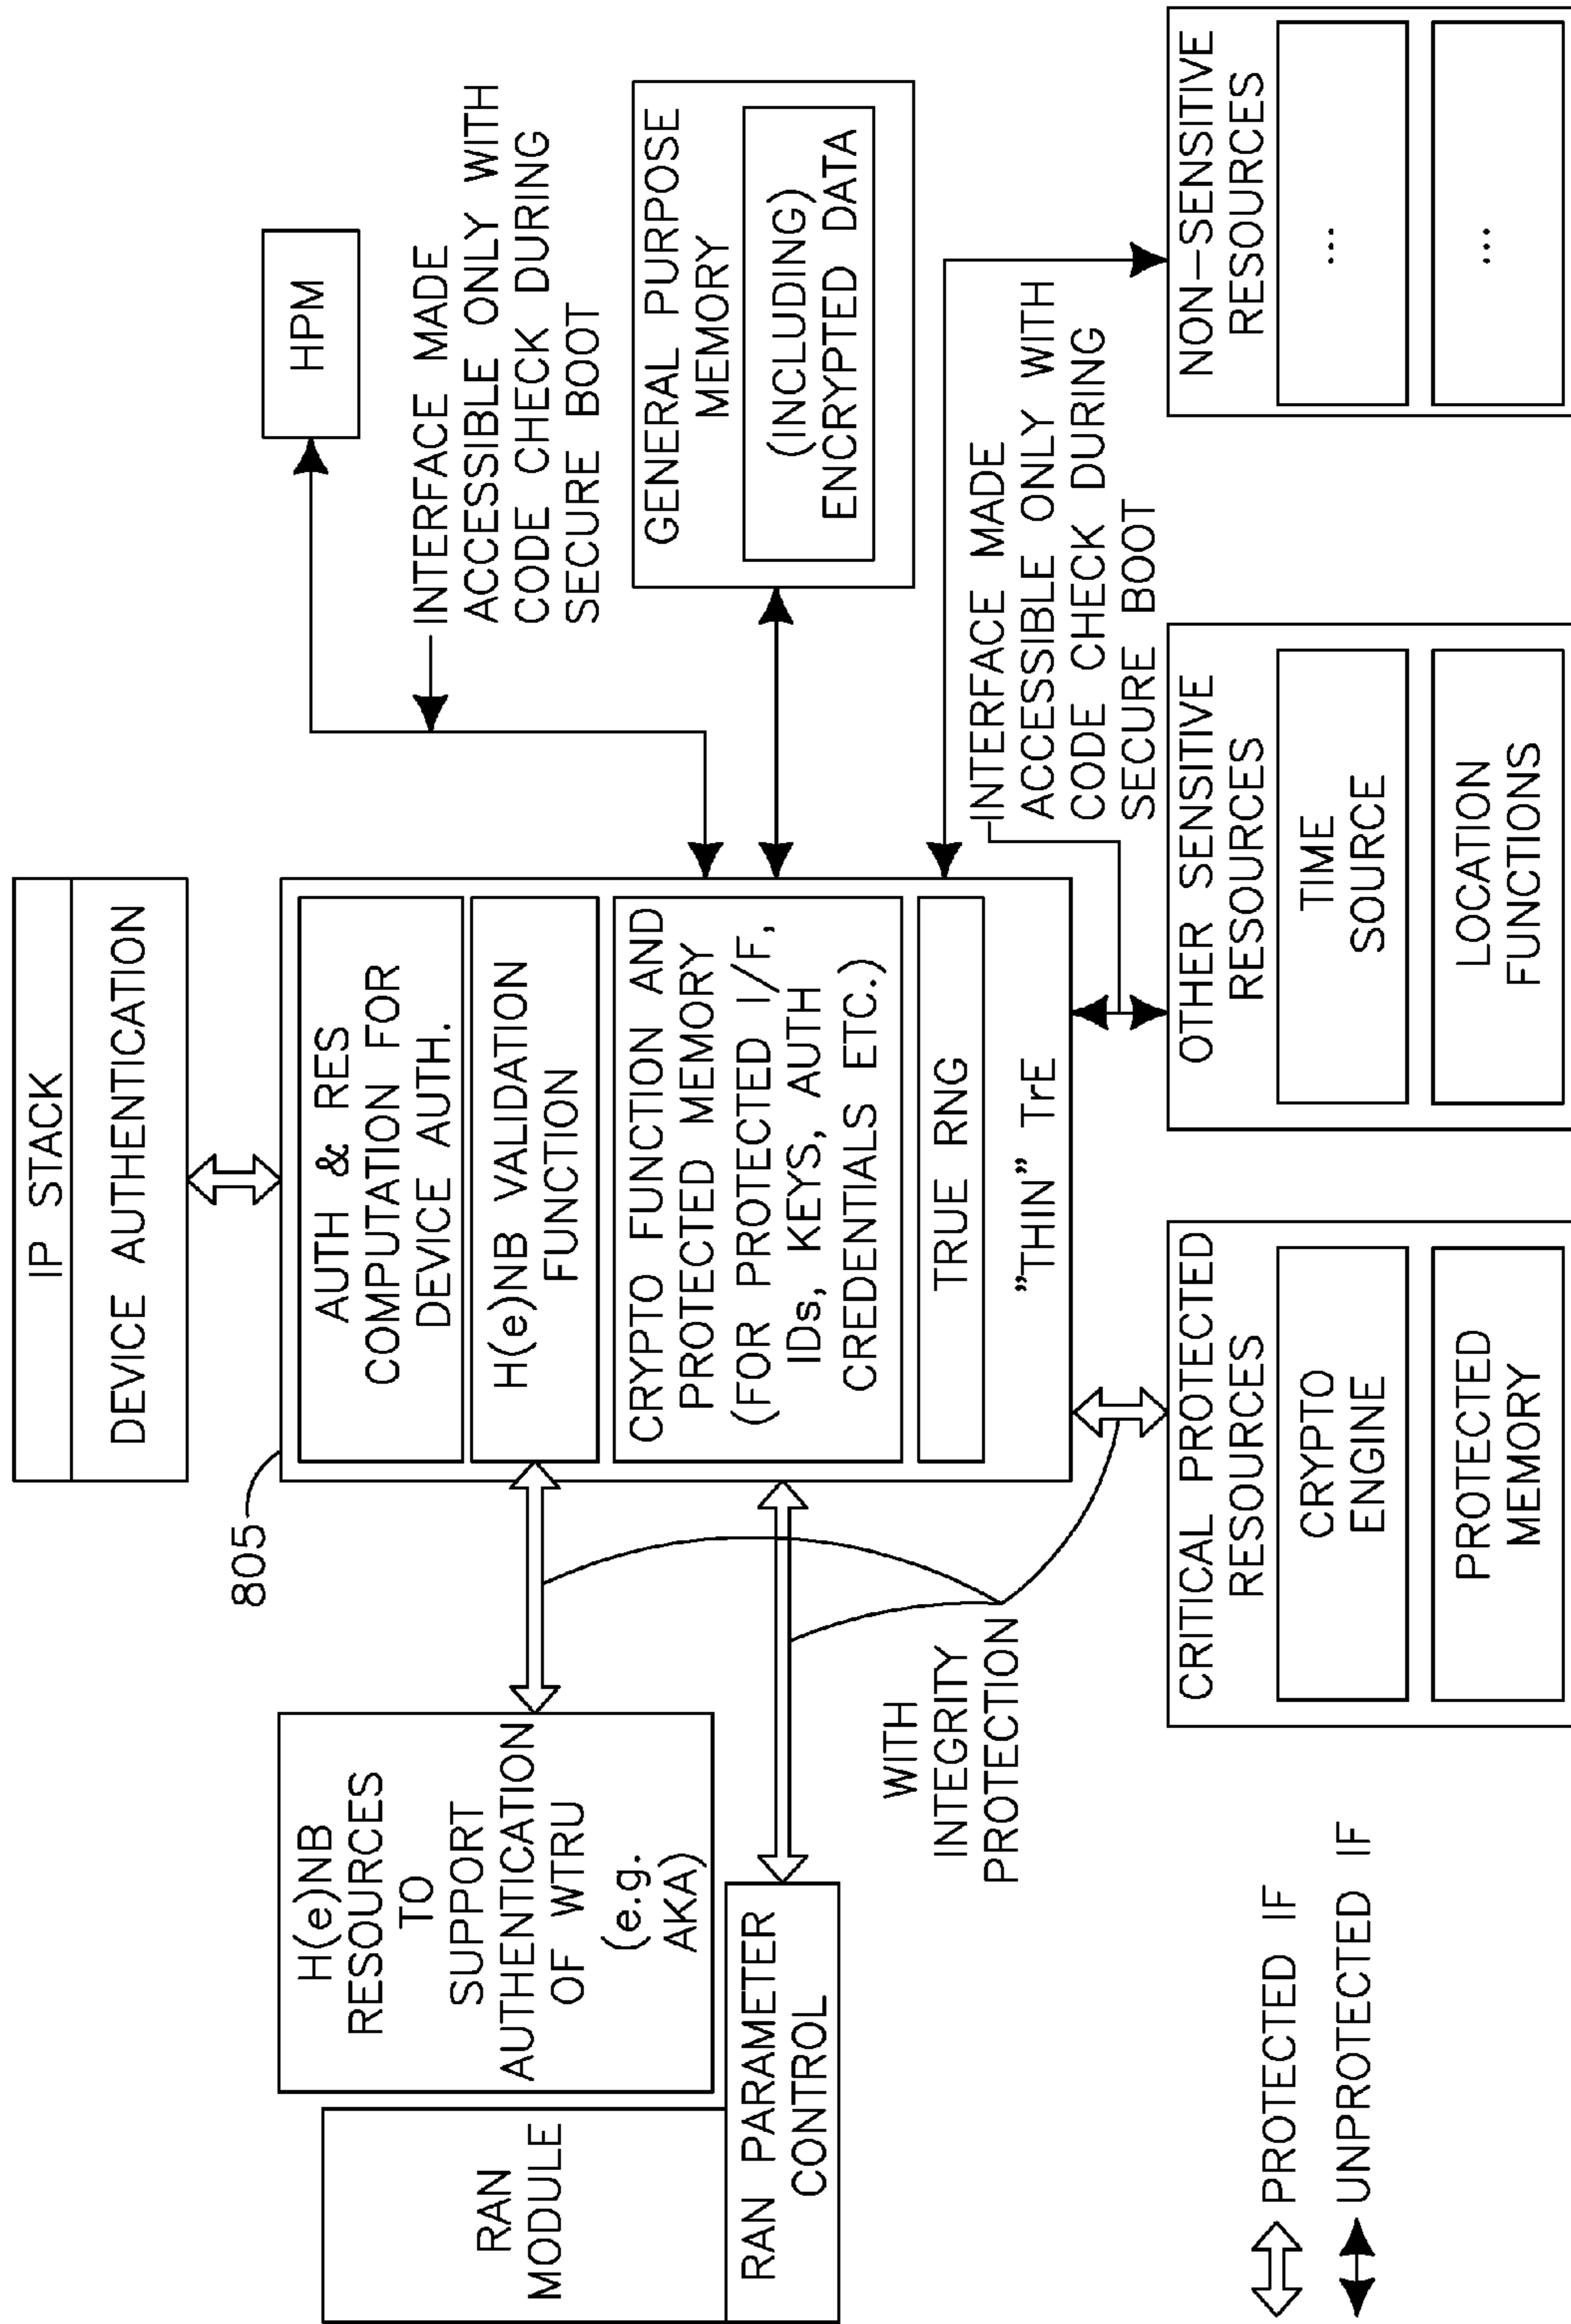 IP STACK
DEVICE AUTHENTICATION
805
AUTH & RES
COMPUTATION FOR
DEVICE AUTH.
H(e)NB VALIDATION
FUNCTION
CRYPTO FUNCTION AND
PROTECTED MEMORY
(FOR PROTECTED I/F,
IDs, KEYS, AUTH
CREDENTIALS ETC.)
TRUE RNG
"THIN" TrE
RAN
MODULE
H(e)NB
RESOURCES
TO
SUPPORT
AUTHENTICATION
OF WTRU
(e.g.
AKA)
RAN PARAMETER
CONTROL
WITH
INTEGRITY
PROTECTION
HPM
INTERFACE MADE
ACCESSIBLE ONLY WITH
CODE CHECK DURING
SECURE BOOT
GENERAL PURPOSE
MEMORY
(INCLUDING)
ENCRYPTED DATA
INTERFACE MADE
ACCESSIBLE ONLY WITH
CODE CHECK DURING
SECURE BOOT
CRITICAL PROTECTED
RESOURCES
CRYPTO
ENGINE
PROTECTED
MEMORY
OTHER SENSITIVE
RESOURCES
TIME
SOURCE
LOCATION
FUNCTIONS
NON-SENSITIVE
RESOURCES
...
...
PROTECTED IF
UNPROTECTED IF